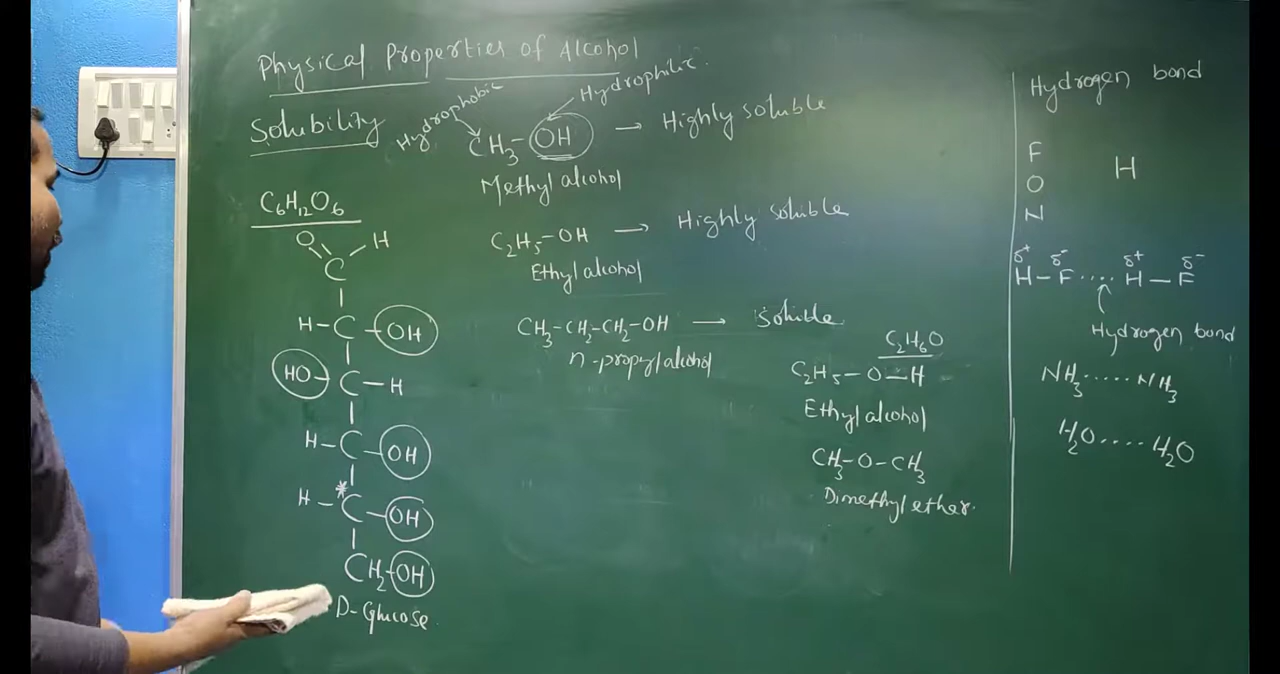 Physical Properties of Alcohol
Solubility
Hydrophobic
Hydrophilic
CH3-OH → Highly soluble
Methyl alcohol
C2H5-OH → Highly soluble
Ethyl alcohol
CH3-CH2-CH2-OH → Soluble
n-propyl alcohol
C6H12O6
O H
C
H-C-OH
HO-C-H
H-C-OH
* H-C-OH
CH2-OH
D-Glucose
C2H6O
C2H5-O-H
Ethyl alcohol
CH3-O-CH3
Dimethyl ether.
Hydrogen bond
F
O H
N
δ+ δ- δ+ δ-
H-F....H-F
Hydrogen bond
NH3.....NH3
H2O....H2O